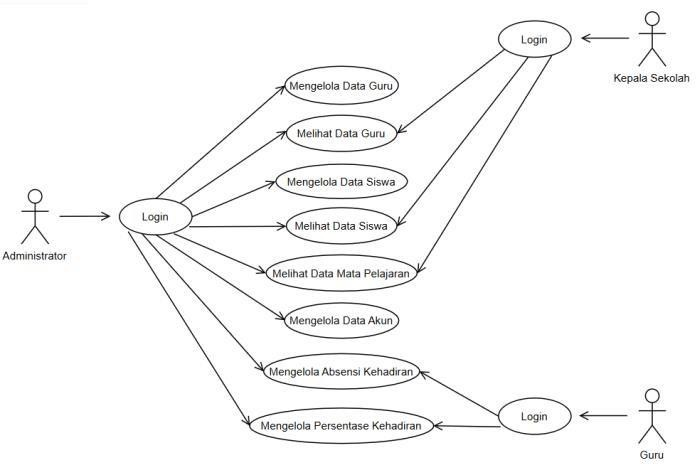 Login
Kepala Sekolah
Mengelola Data Guru
Melihat Data Guru
Mengelola Data Siswa
Login
Melihat Data Siswa
Administrator
Melihat Data Mata Pelajaran
Mengelola Data Akun
Mengelola Absensi Kehadiran
Login
Mengelola Persentase Kehadiran
Guru